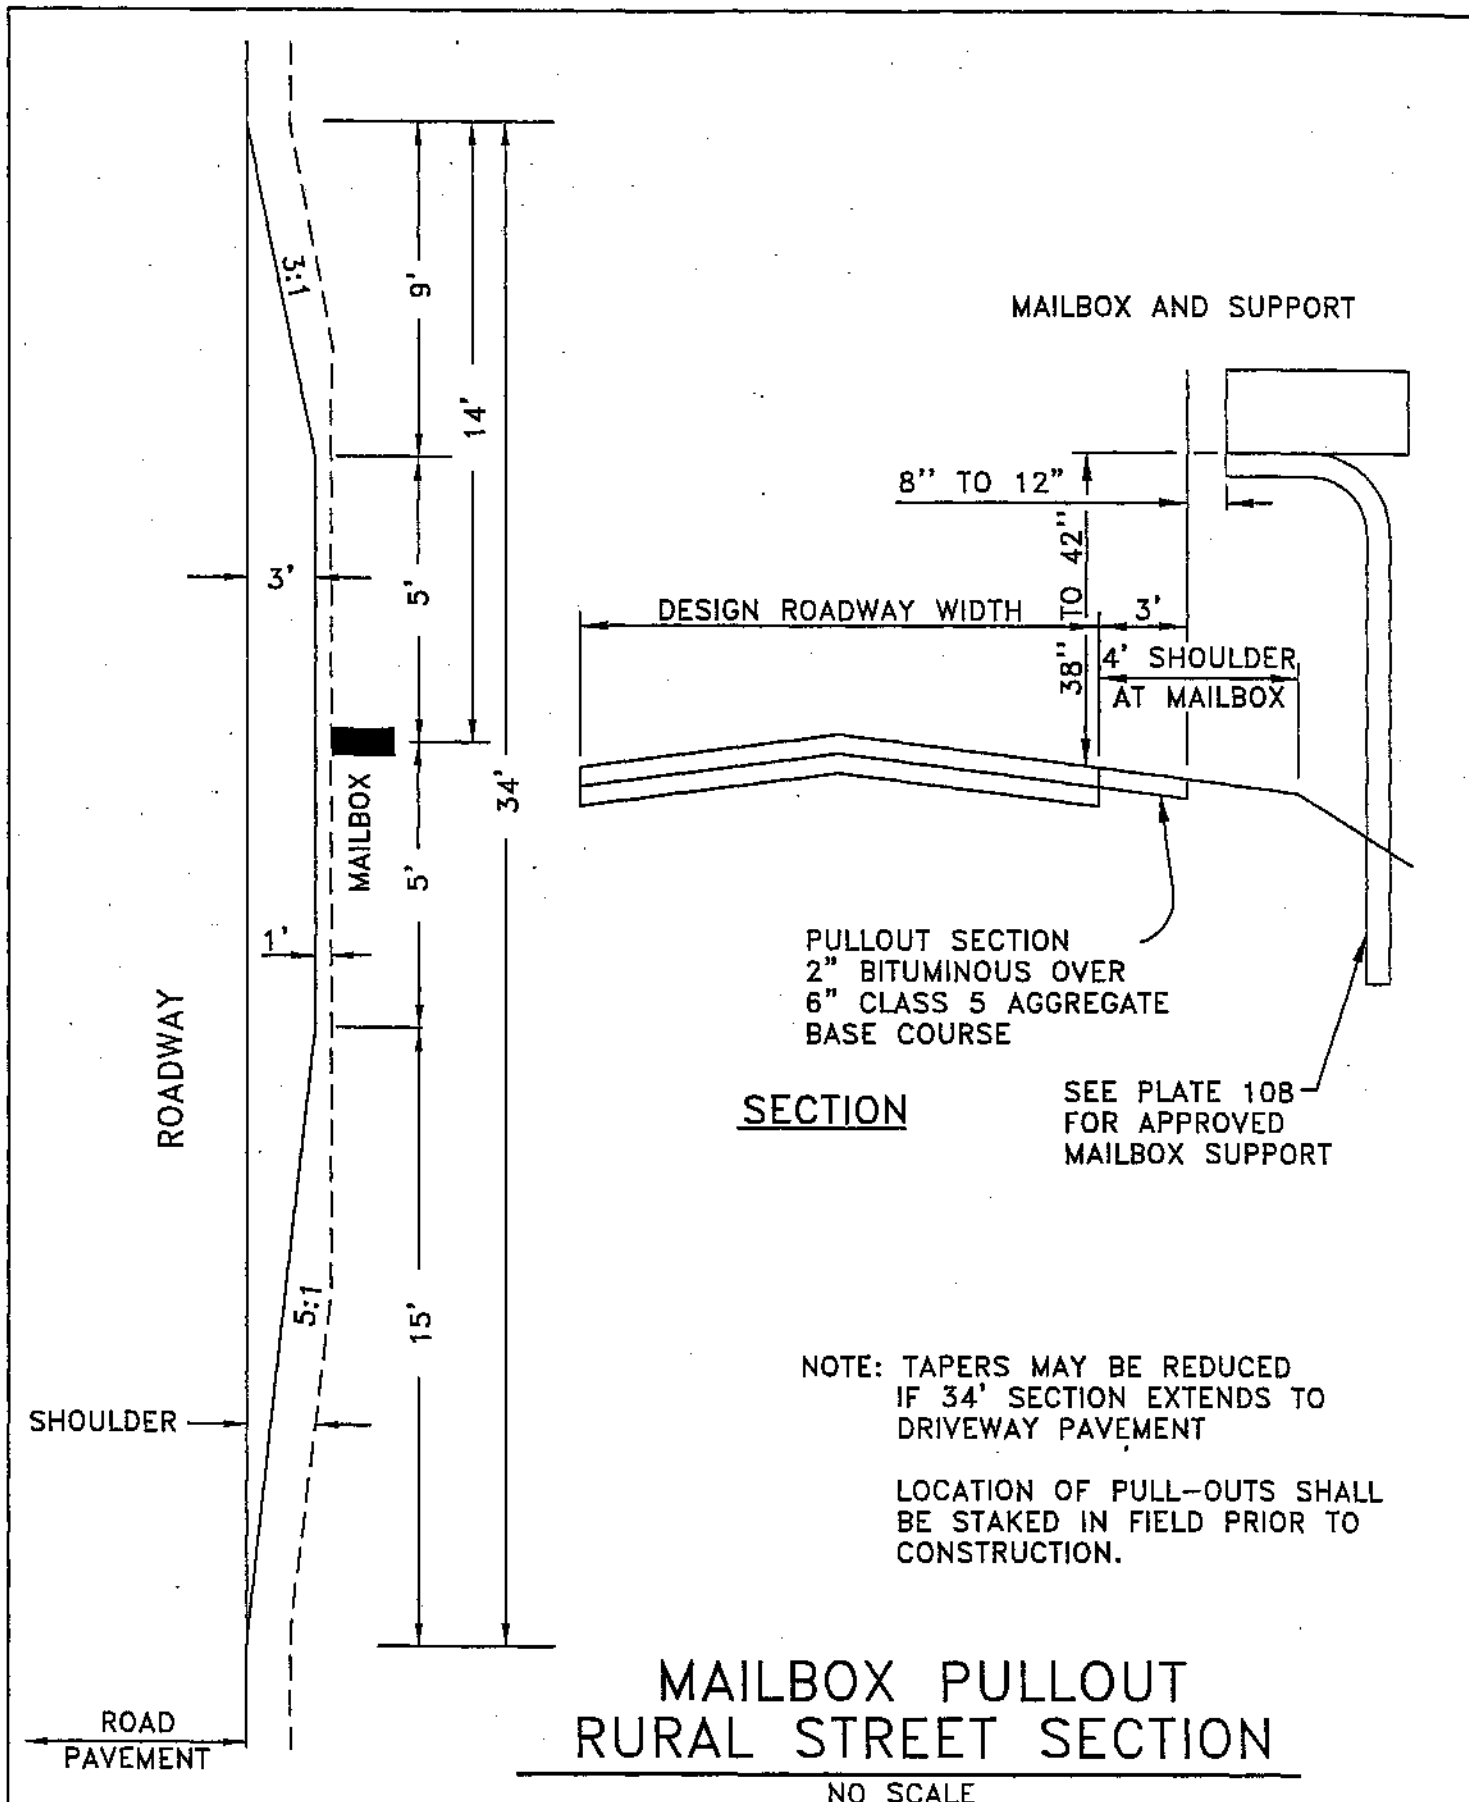 3:1
9'
14'
3'
5'
34'
MAILBOX
5'
1'
ROADWAY
5:1
15'
SHOULDER
ROAD
PAVEMENT
MAILBOX AND SUPPORT
8'' TO 12"
38'' TO 42''
DESIGN ROADWAY WIDTH
3'
4' SHOULDER
AT MAILBOX
PULLOUT SECTION
2" BITUMINOUS OVER
6" CLASS 5 AGGREGATE
BASE COURSE
SECTION
SEE PLATE 108
FOR APPROVED
MAILBOX SUPPORT
NOTE: TAPERS MAY BE REDUCED
IF 34' SECTION EXTENDS TO
DRIVEWAY PAVEMENT
LOCATION OF PULL-OUTS SHALL
BE STAKED IN FIELD PRIOR TO
CONSTRUCTION.
MAILBOX PULLOUT
RURAL STREET SECTION
NO SCALE